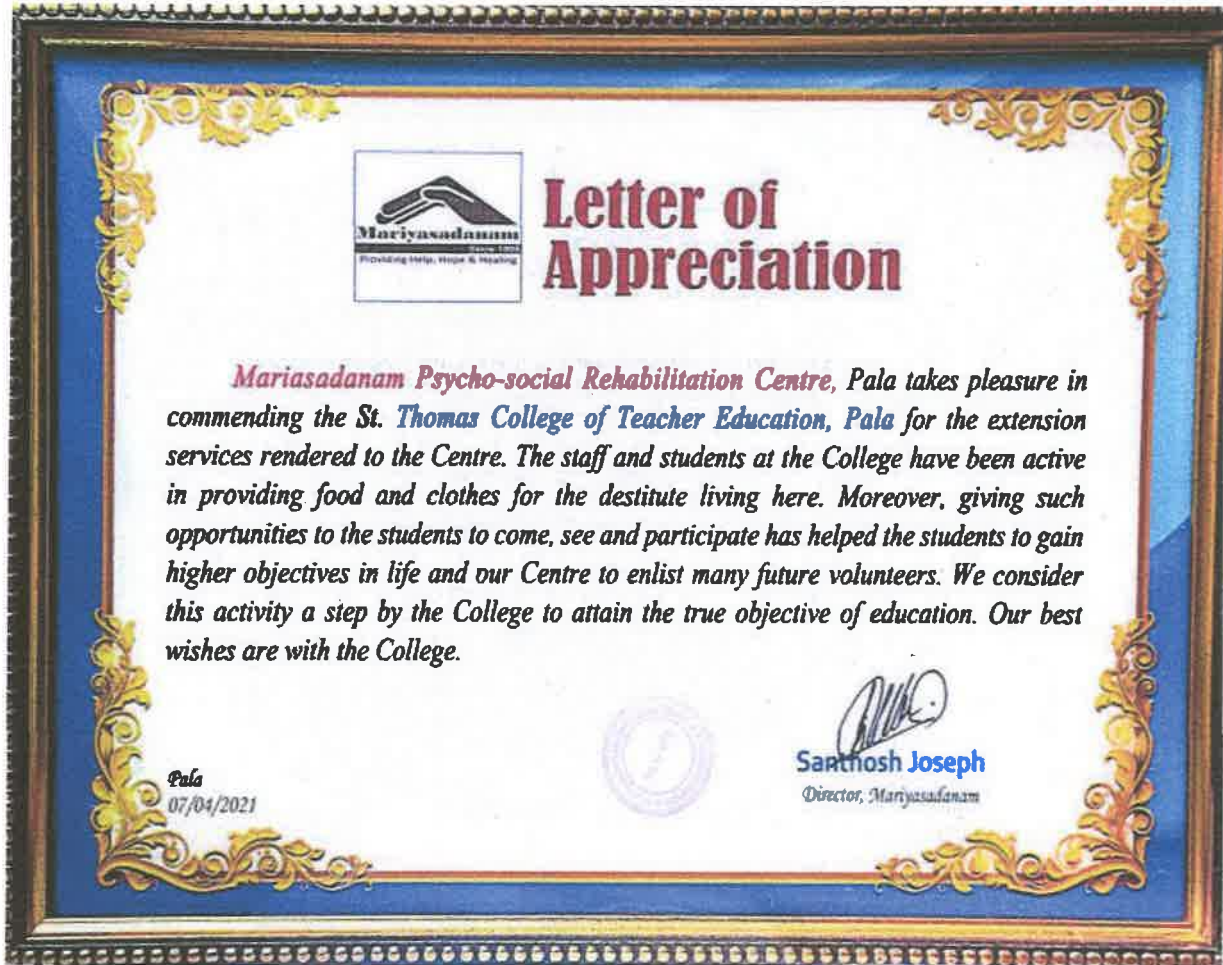 Mariyasadanam
Providing Help, Hope & Healing
Letter of
Appreciation
Mariasadanam Psycho-social Rehabilitation Centre, Pala takes pleasure in
commending the St. Thomas College of Teacher Education, Pala for the extension
services rendered to the Centre. The staff and students at the College have been active
in providing food and clothes for the destitute living here. Moreover, giving such
opportunities to the students to come, see and participate has helped the students to gain
higher objectives in life and our Centre to enlist many future volunteers. We consider
this activity a step by the College to attain the true objective of education. Our best
wishes are with the College.
Santhosh Joseph
Director, Mariyasadanam
Pala
07/04/2021